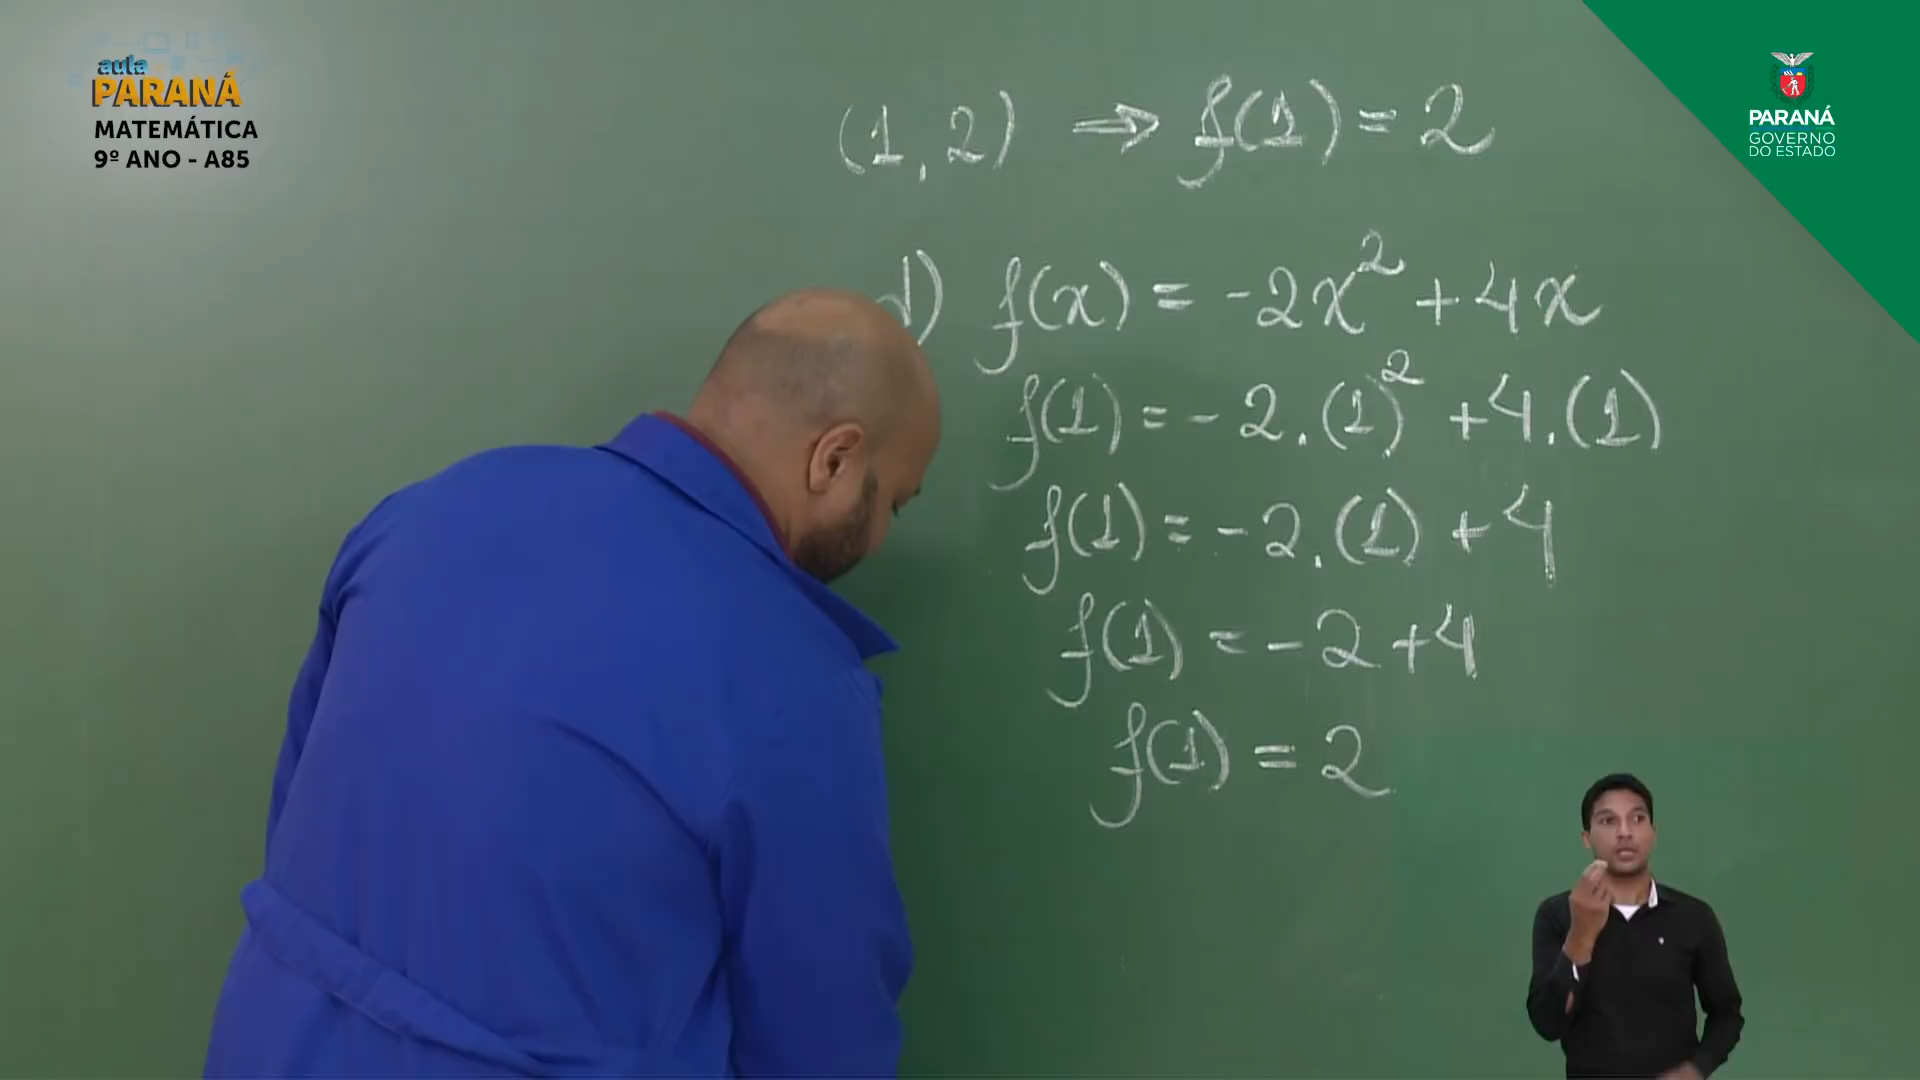 aula
PARANÁ
MATEMÁTICA
9º ANO - A85
PARANÁ
GOVERNO
DO ESTADO
(1,2) ⇒ f(1) = 2
d) f(x) = -2x² + 4x
f(1) = -2.(1)² + 4.(1)
f(1) = -2.(1) + 4
f(1) = -2 + 4
f(1) = 2